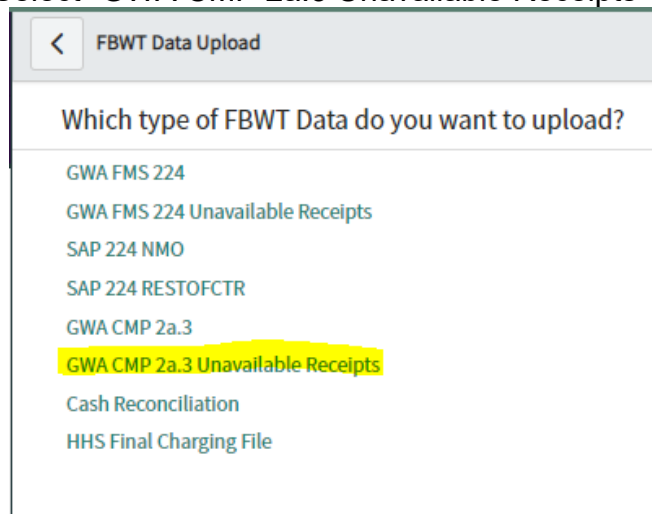 FBWT Data Upload
Which type of FBWT Data do you want to upload?
GWA FMS 224
GWA FMS 224 Unavailable Receipts
SAP 224 NMO
SAP 224 RESTOFCTR
GWA CMP 2a.3
GWA CMP 2a.3 Unavailable Receipts
Cash Reconciliation
HHS Final Charging File